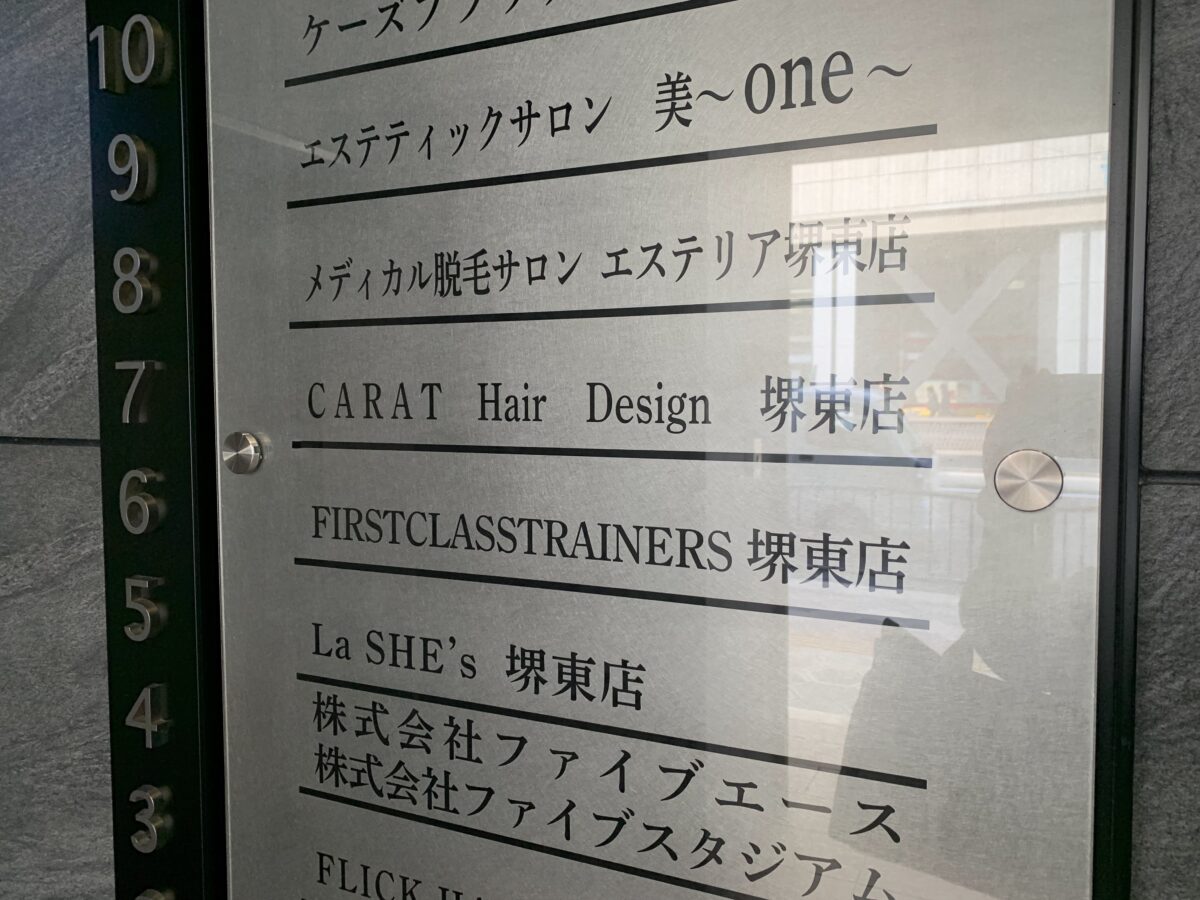 10
9
エステティックサロン 美～one～
8
メディカル脱毛サロン エステリア堺東店
7
CARAT Hair Design 堺東店
6
FIRSTCLASSTRAINERS 堺東店
5
La SHE's 堺東店
4
株式会社ファイブエース
株式会社ファイブスタジアム
3
FLICK